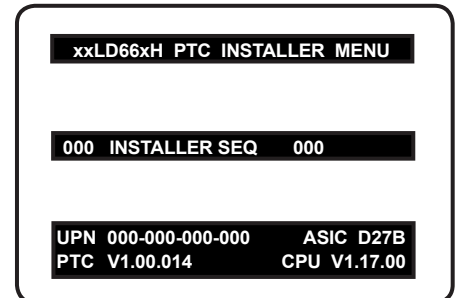 xxLD66xH PTC INSTALLER MENU
000 INSTALLER SEQ 000
UPN 000-000-000-000 ASIC D27B
PTC V1.00.014 CPU V1.17.00